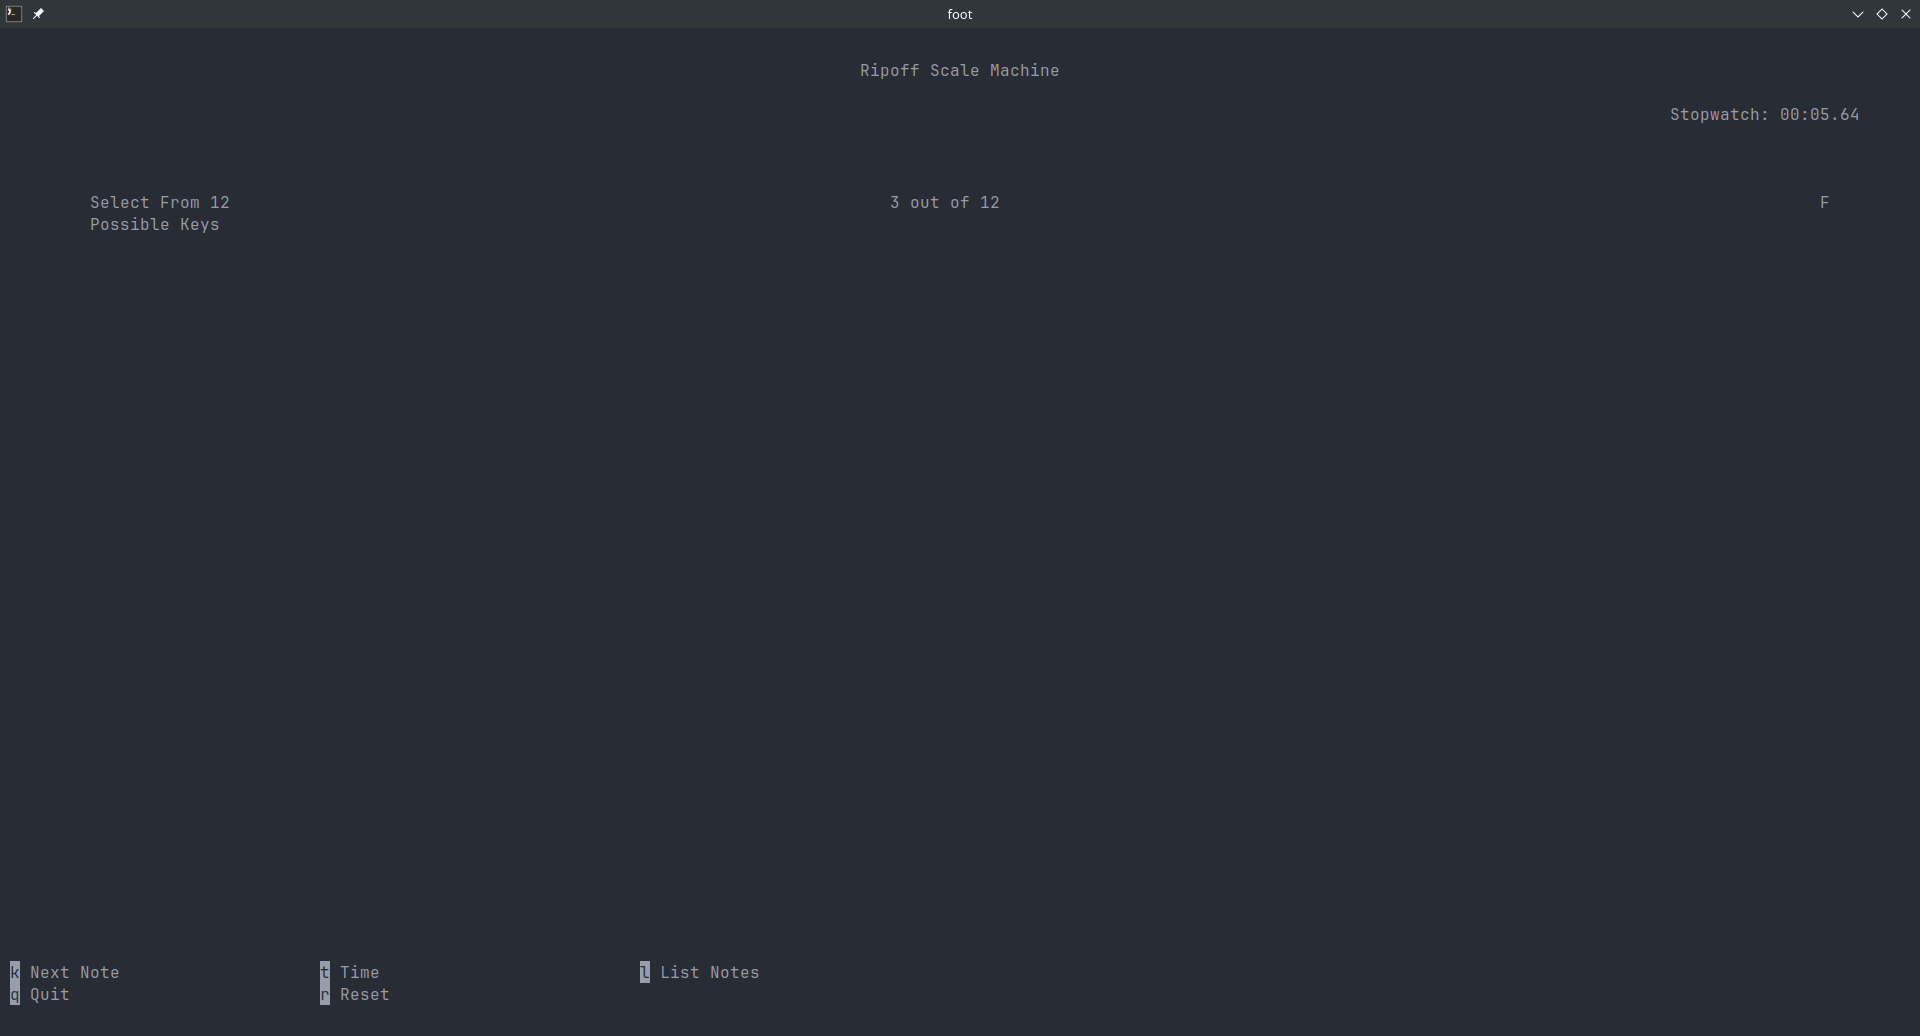 foot
Ripoff Scale Machine
Stopwatch: 00:05.64
Select From 12 3 out of 12 F
Possible Keys
k Next Note t Time l List Notes
q Quit r Reset